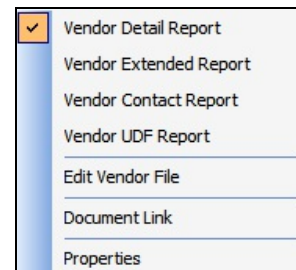 Vendor Detail Report
Vendor Extended Report
Vendor Contact Report
Vendor UDF Report
Edit Vendor File
Document Link
Properties